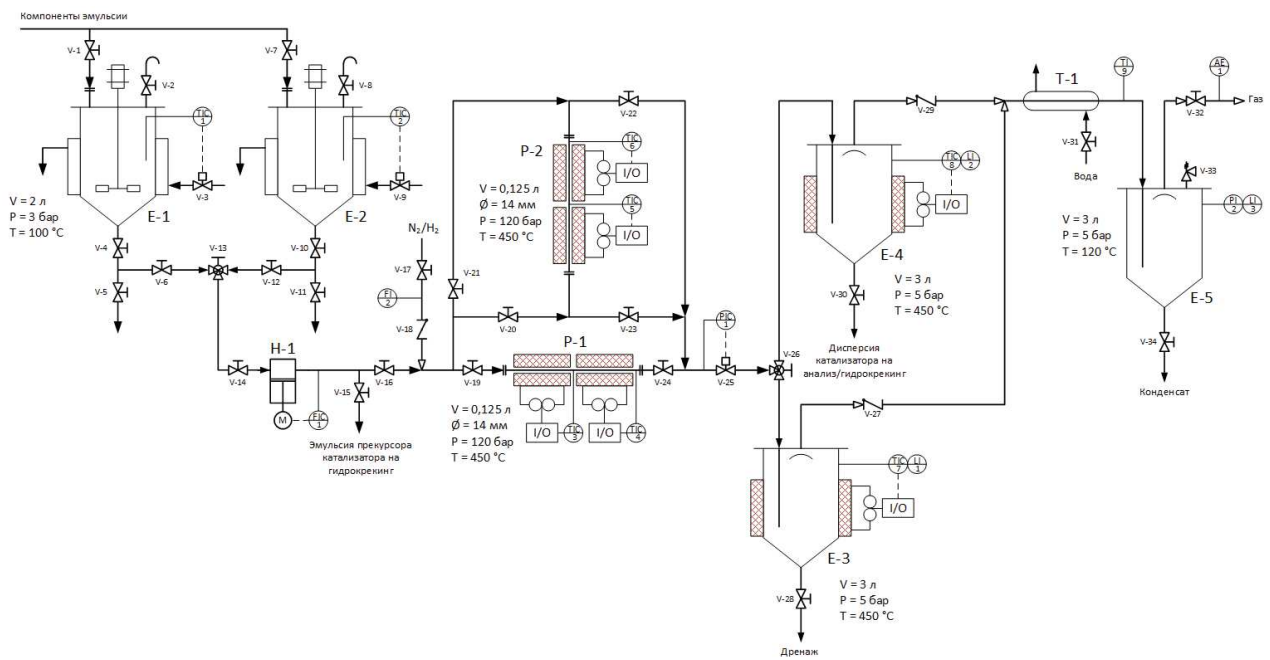 Компоненты эмульсии
V-1
V-2
V-7
V-8
TIC
1
TIC
2
V-3
V-9
V = 2 л
P = 3 бар
T = 100 °C
E-1
E-2
V-4
V-5
V-6
V-13
V-12
V-10
V-11
V-14
H-1
M
FIC
1
V-15
V-16
Эмульсия прекурсора
катализатора на
гидрокрекинг
N₂/H₂
V-17
FI
2
V-18
V-21
V-19
V-20
P-2
V = 0,125 л
Ø = 14 мм
P = 120 бар
T = 450 °C
TIC
6
I/O
TIC
5
I/O
V-22
V-23
P-1
V = 0,125 л
Ø = 14 мм
P = 120 бар
T = 450 °C
I/O
TIC
3
I/O
TIC
4
V-24
PIC
1
V-25
V-26
V-27
TIC
7
LI
1
I/O
E-3
V = 3 л
P = 5 бар
T = 450 °C
V-28
Дренаж
V-29
TIC
8
LI
2
I/O
E-4
V = 3 л
P = 5 бар
T = 450 °C
V-30
Дисперсия
катализатора на
анализ/гидрокрекинг
T-1
V-31
Вода
TI
9
AE
1
V-32
Газ
V-33
PI
2
LI
3
V = 3 л
P = 5 бар
T = 120 °C
E-5
V-34
Конденсат